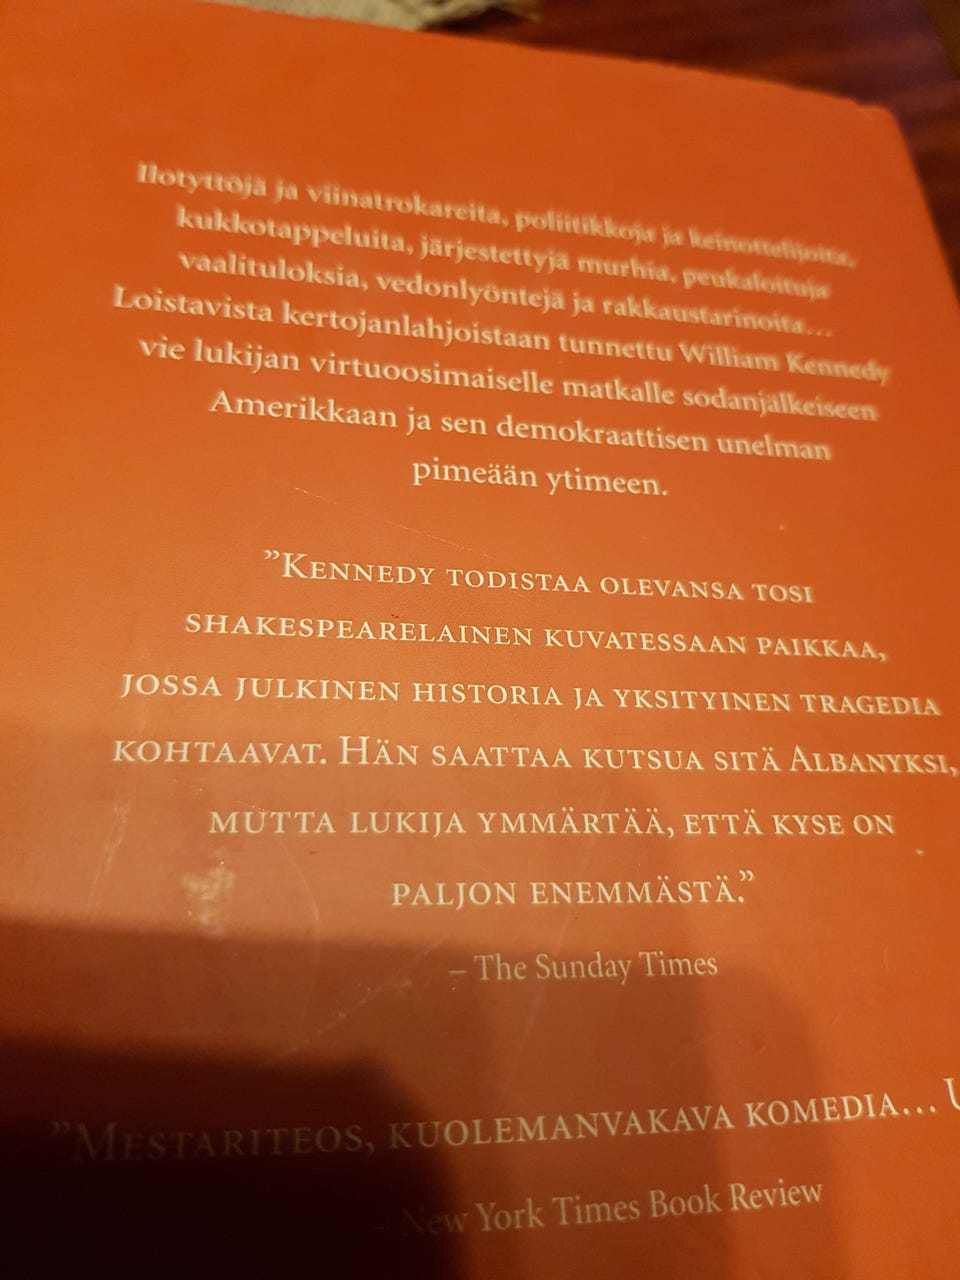 Ilotyttöjä ja viinatrokareita, poliitikkoja ja keinottelijoita,
kukkotappeluita, järjestettyjä murhia, peukaloituja
vaalituloksia, vedonlyöntejä ja rakkaustarinoita...
Loistavista kertojanlahjoistaan tunnettu William Kennedy
vie lukijan virtuoosimaiselle matkalle sodanjälkeiseen
Amerikkaan ja sen demokraattisen unelman
pimeään ytimeen.
”Kennedy todistaa olevansa tosi
shakespearelainen kuvatessaan paikkaa,
jossa julkinen historia ja yksityinen tragedia
kohtaavat. Hän saattaa kutsua sitä Albanyksi,
mutta lukija ymmärtää, että kyse on
paljon enemmästä.”
– The Sunday Times
”Mestariteos, kuolemanvakava komedia...
– New York Times Book Review